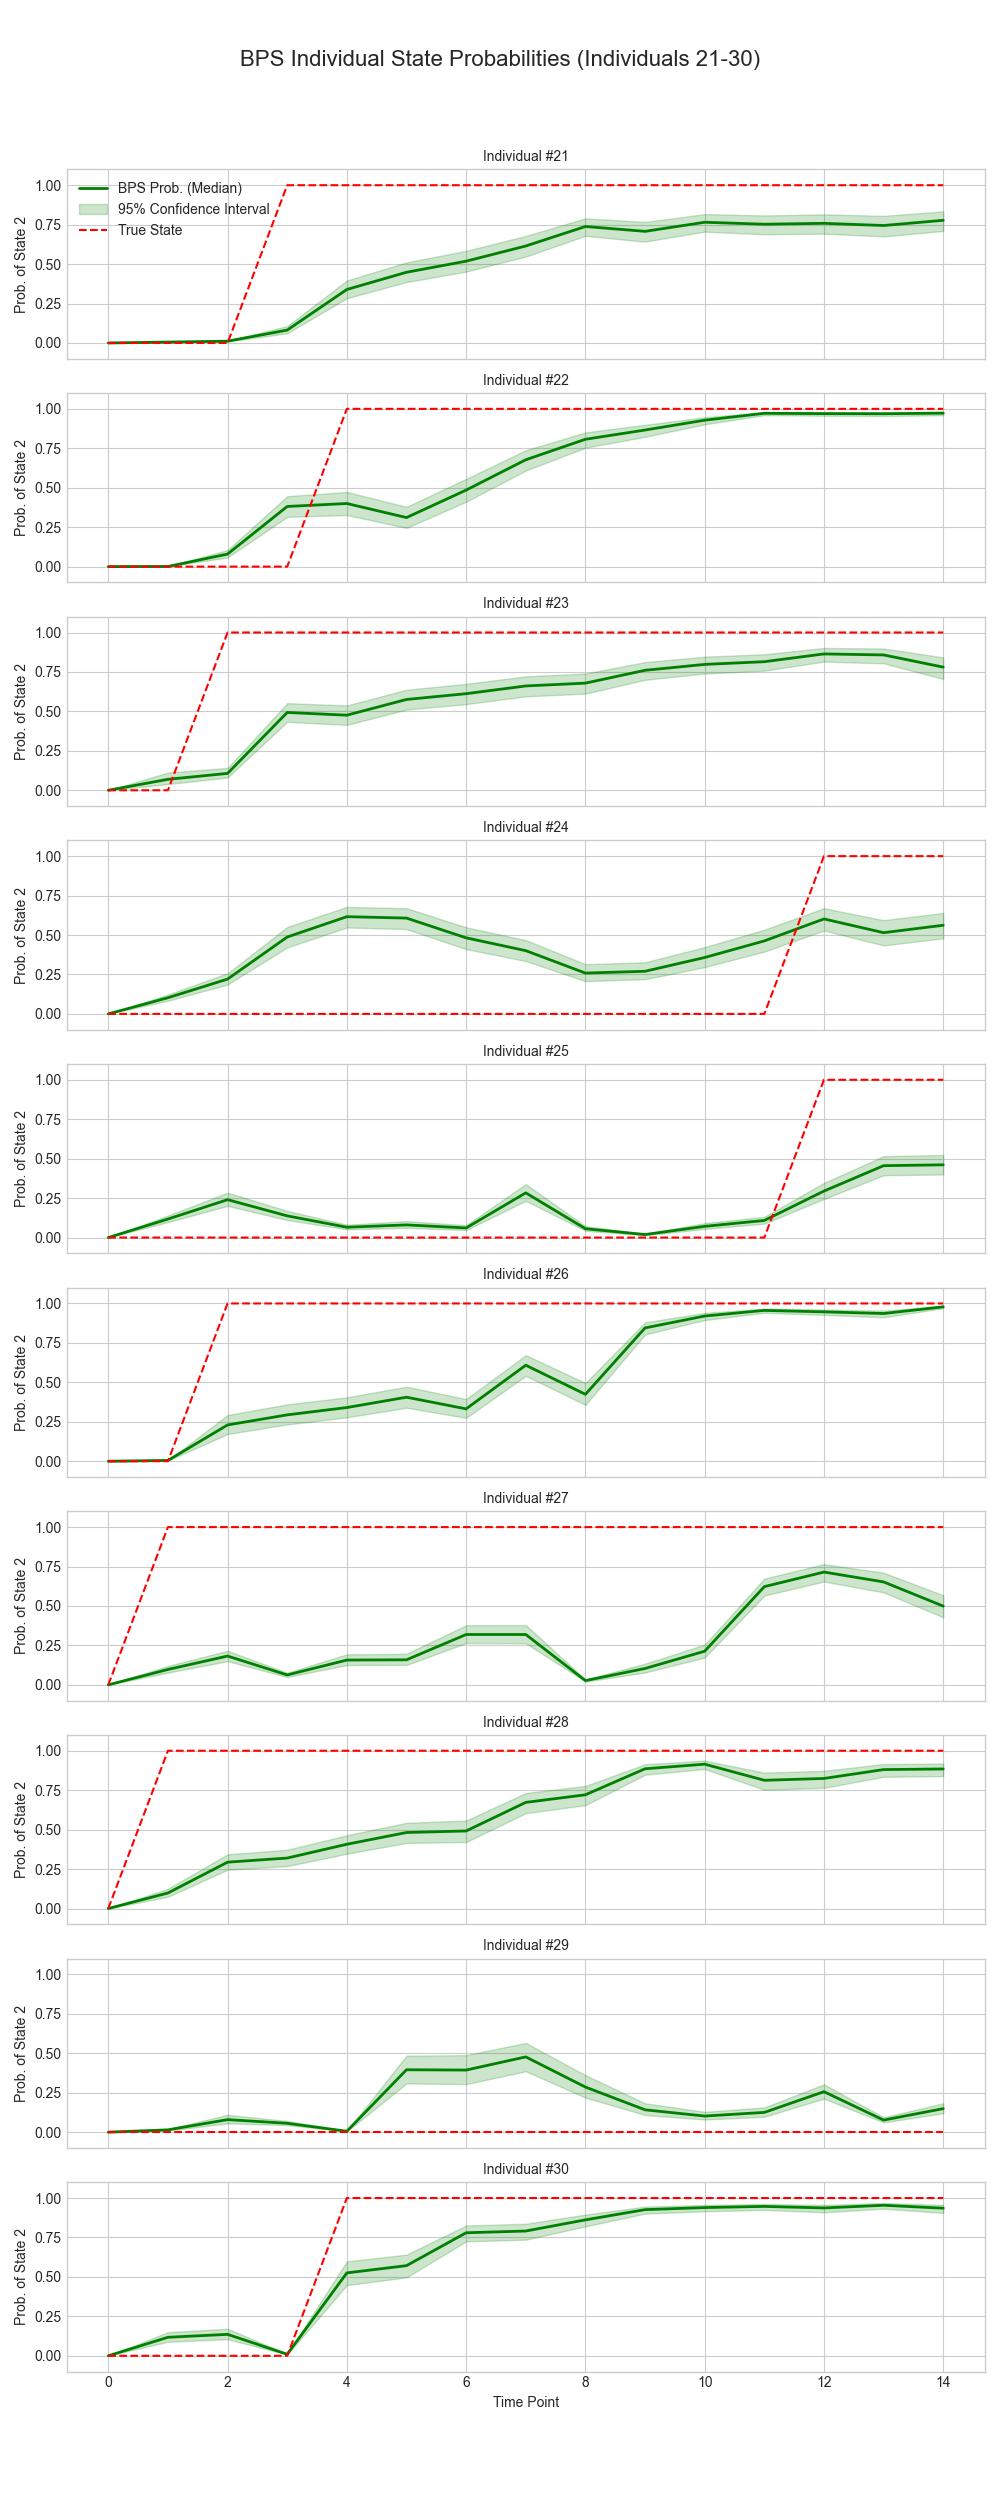 BPS Individual State Probabilities (Individuals 21-30)
Individual #21
1.00
0.75
0.50
0.25
0.00
Prob. of State 2
BPS Prob. (Median)
95% Confidence Interval
True State
Individual #22
1.00
0.75
0.50
0.25
0.00
Prob. of State 2
Individual #23
1.00
0.75
0.50
0.25
0.00
Prob. of State 2
Individual #24
1.00
0.75
0.50
0.25
0.00
Prob. of State 2
Individual #25
1.00
0.75
0.50
0.25
0.00
Prob. of State 2
Individual #26
1.00
0.75
0.50
0.25
0.00
Prob. of State 2
Individual #27
1.00
0.75
0.50
0.25
0.00
Prob. of State 2
Individual #28
1.00
0.75
0.50
0.25
0.00
Prob. of State 2
Individual #29
1.00
0.75
0.50
0.25
0.00
Prob. of State 2
Individual #30
1.00
0.75
0.50
0.25
0.00
Prob. of State 2
0 2 4 6 8 10 12 14
Time Point